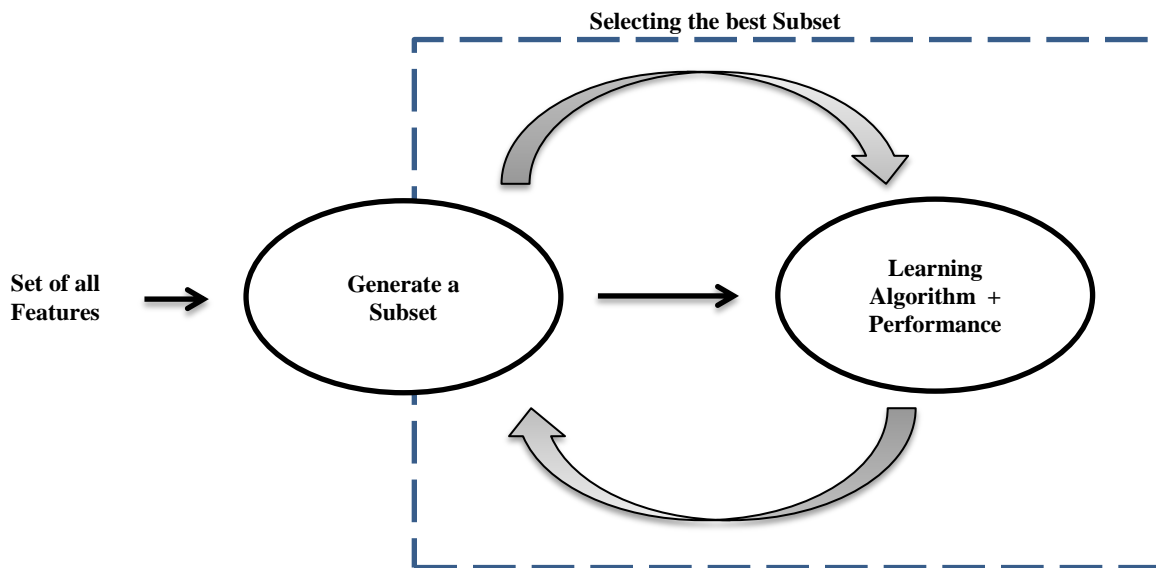 Selecting the best Subset
Set of all
Features
Generate a
Subset
Learning
Algorithm +
Performance